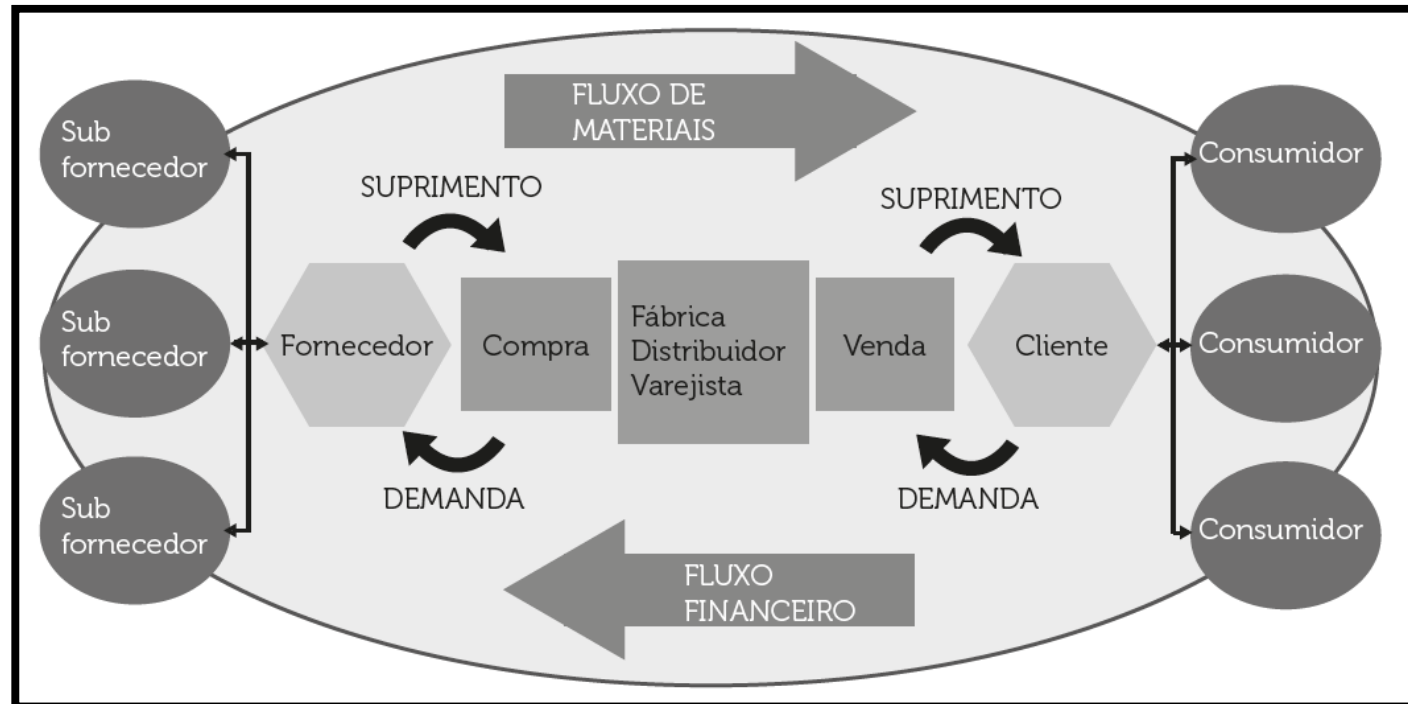 FLUXO DE
MATERIAIS
Sub
fornecedor
Consumidor
SUPRIMENTO
SUPRIMENTO
Sub
fornecedor
Fornecedor
Compra
Fábrica
Distribuidor
Varejista
Venda
Cliente
Consumidor
DEMANDA
DEMANDA
Sub
fornecedor
Consumidor
FLUXO
FINANCEIRO